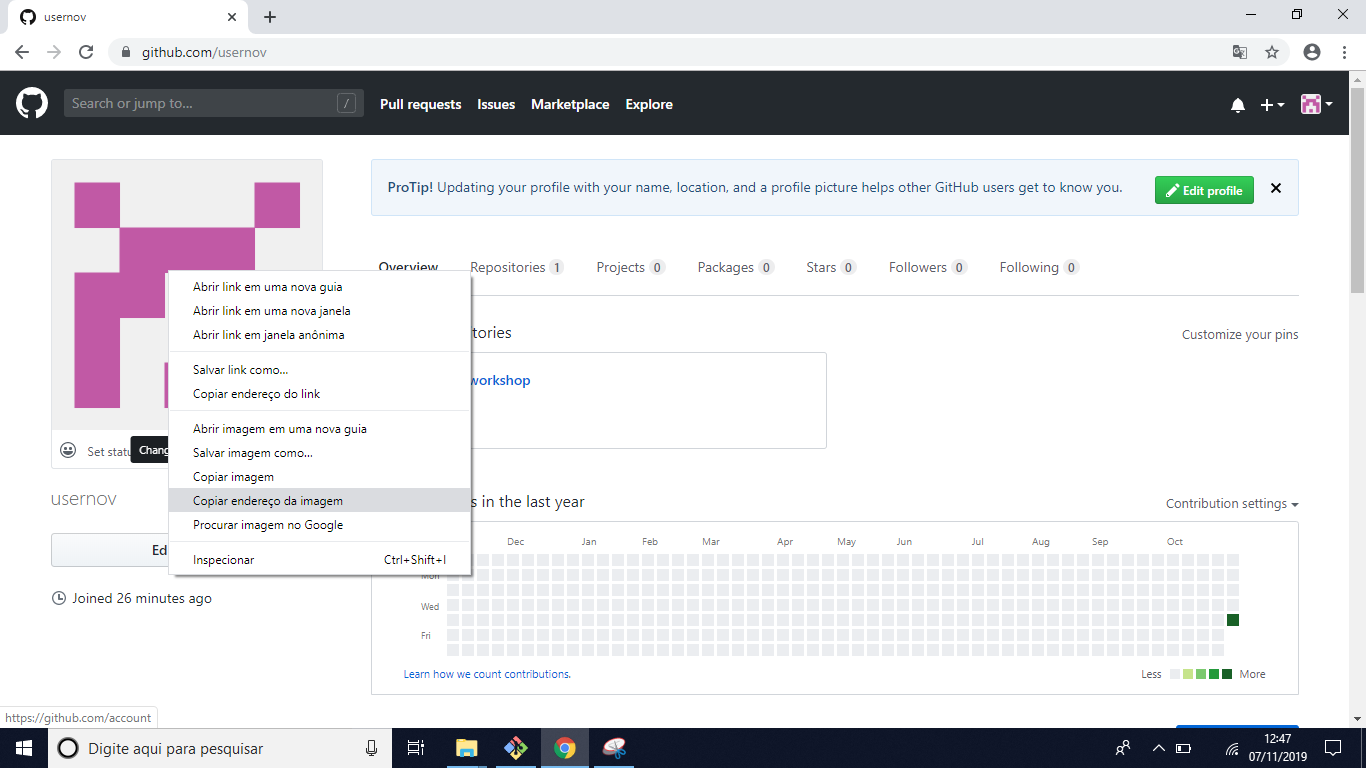 usernov
github.com/usernov
Search or jump to... /
Pull requests Issues Marketplace Explore
ProTip! Updating your profile with your name, location, and a profile picture helps other GitHub users get to know you.
Edit profile
Overview Repositories 1 Projects 0 Packages 0 Stars 0 Followers 0 Following 0
Customize your pins
workshop
Abrir link em uma nova guia
Abrir link em uma nova janela
Abrir link em janela anônima
Salvar link como...
Copiar endereço do link
Abrir imagem em uma nova guia
Salvar imagem como...
Copiar imagem
Copiar endereço da imagem
Procurar imagem no Google
Inspecionar Ctrl+Shift+I
Set
usernov
Joined 26 minutes ago
in the last year
Contribution settings
Dec Jan Feb Mar Apr May Jun Jul Aug Sep Oct
Mon
Wed
Fri
Learn how we count contributions.
Less More
https://github.com/account
Digite aqui para pesquisar
12:47
07/11/2019